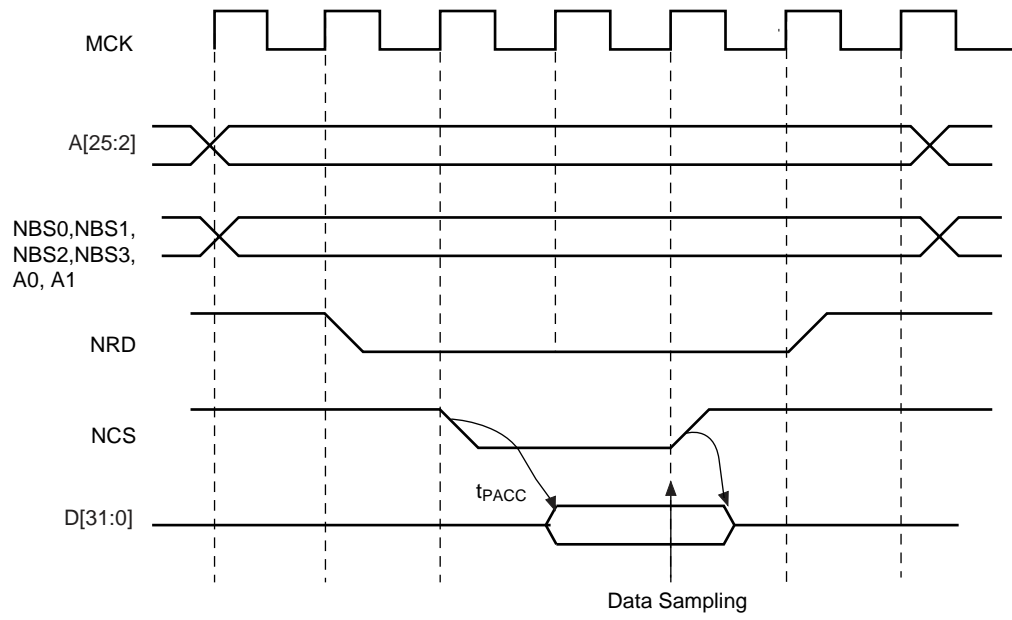 MCK
A[25:2]
NBS0,NBS1,
NBS2,NBS3,
A0, A1
NRD
NCS
tPACC
D[31:0]
Data Sampling